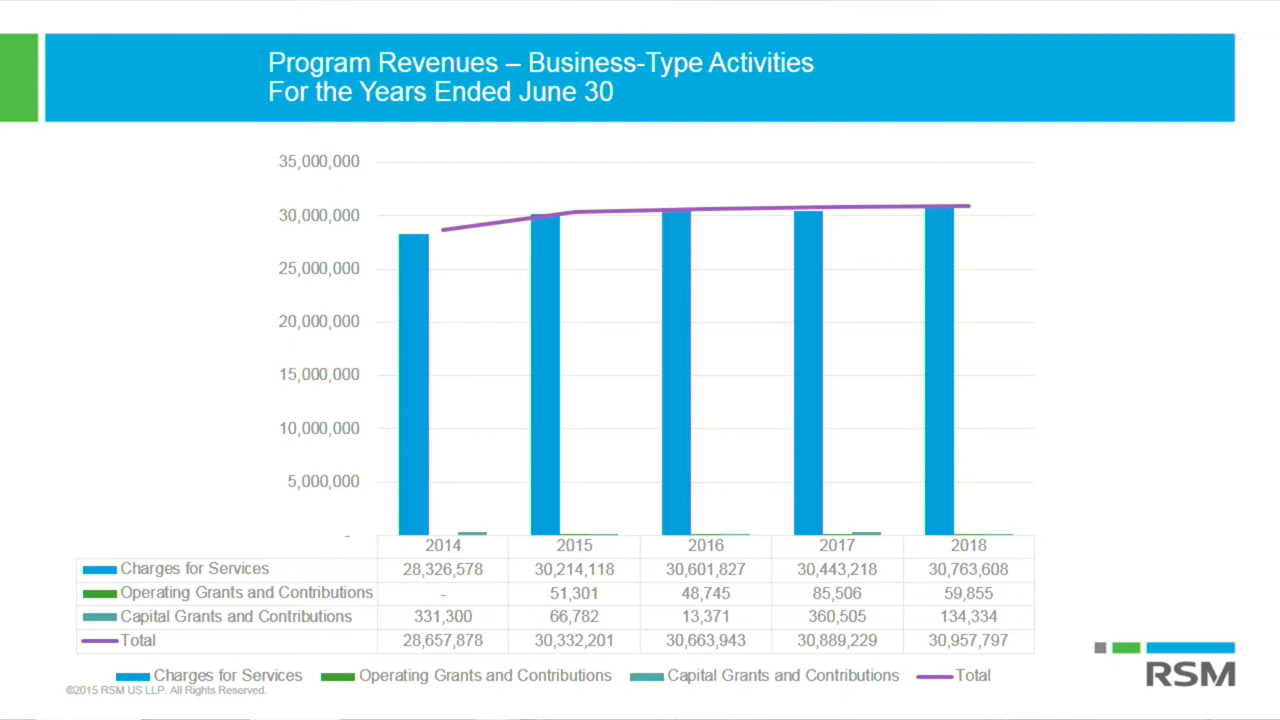 Program Revenues – Business-Type Activities
For the Years Ended June 30
35,000,000
30,000,000
25,000,000
20,000,000
15,000,000
10,000,000
5,000,000
-
2014 2015 2016 2017 2018
Charges for Services 28,326,578 30,214,118 30,601,827 30,443,218 30,763,608
Operating Grants and Contributions - 51,301 48,745 85,506 59,855
Capital Grants and Contributions 331,300 66,782 13,371 360,505 134,334
Total 28,657,878 30,332,201 30,663,943 30,889,229 30,957,797
Charges for Services Operating Grants and Contributions Capital Grants and Contributions Total
©2015 RSM US LLP. All Rights Reserved.
RSM